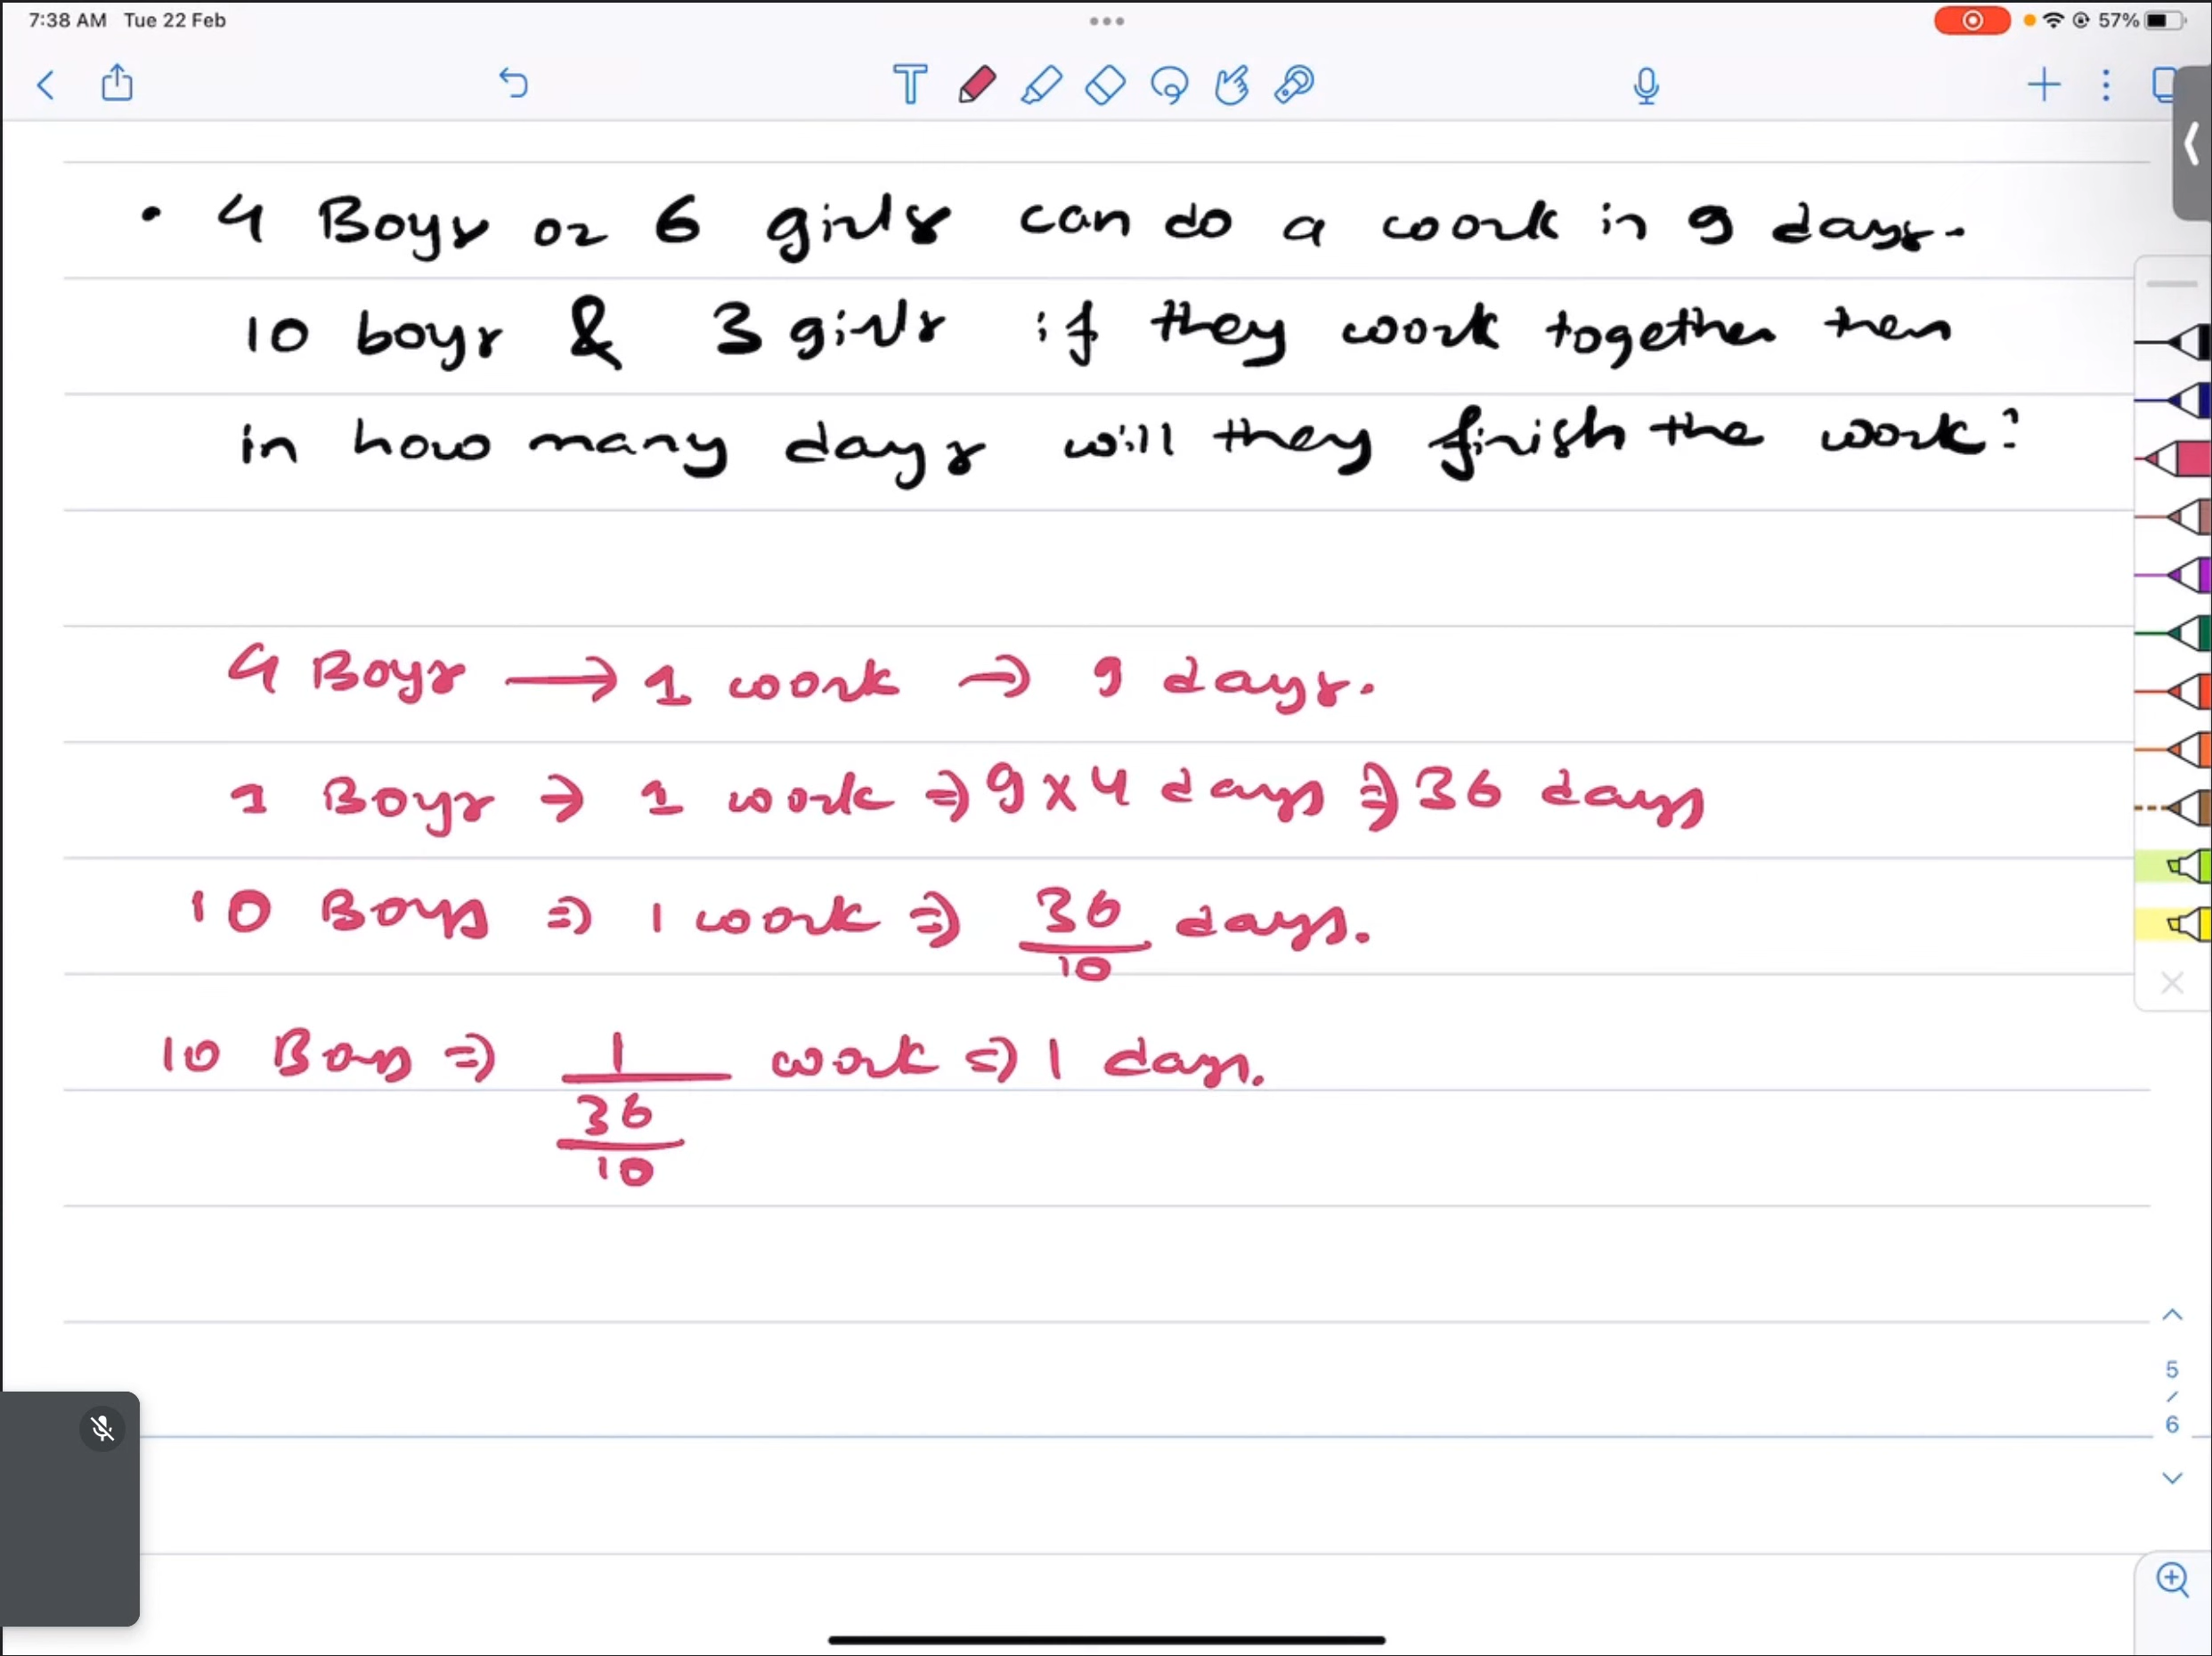 7:38 AM Tue 22 Feb
57%
• 4 Boys or 6 girls can do a work in 9 days.
10 boys & 3 girls if they work together then
in how many days will they finish the work?
4 Boys → 1 work → 9 days.
1 Boys → 1 work ⇒ 9 x 4 days ⇒ 36 days
10 Boys ⇒ 1 work ⇒ 36/10 days.
10 Boys ⇒ 1/(36/10) work ⇒ 1 days.
5
/
6